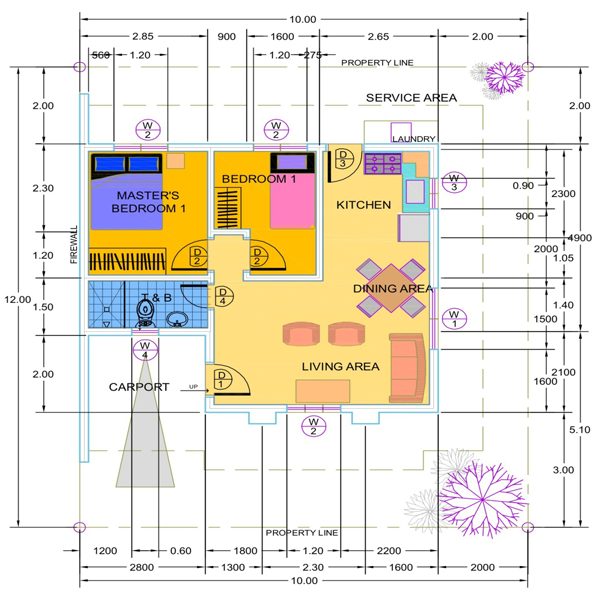 10.00
2.85
900
1600
2.65
2.00
569
1.20
1.20
275
PROPERTY LINE
SERVICE AREA
2.00
2.00
W
2
W
2
D
3
LAUNDRY
W
3
2.30
MASTER'S
BEDROOM 1
BEDROOM 1
KITCHEN
0.90
2300
900
FIREWALL
1.20
D
2
D
2
2000
4900
1.05
DINING AREA
12.00
1.50
T & B
D
4
W
1
1.40
1500
W
4
2.00
CARPORT
UP
D
1
LIVING AREA
2100
1600
W
2
5.10
3.00
PROPERTY LINE
1200
0.60
1800
1.20
2200
2800
1300
2.30
1600
2000
10.00